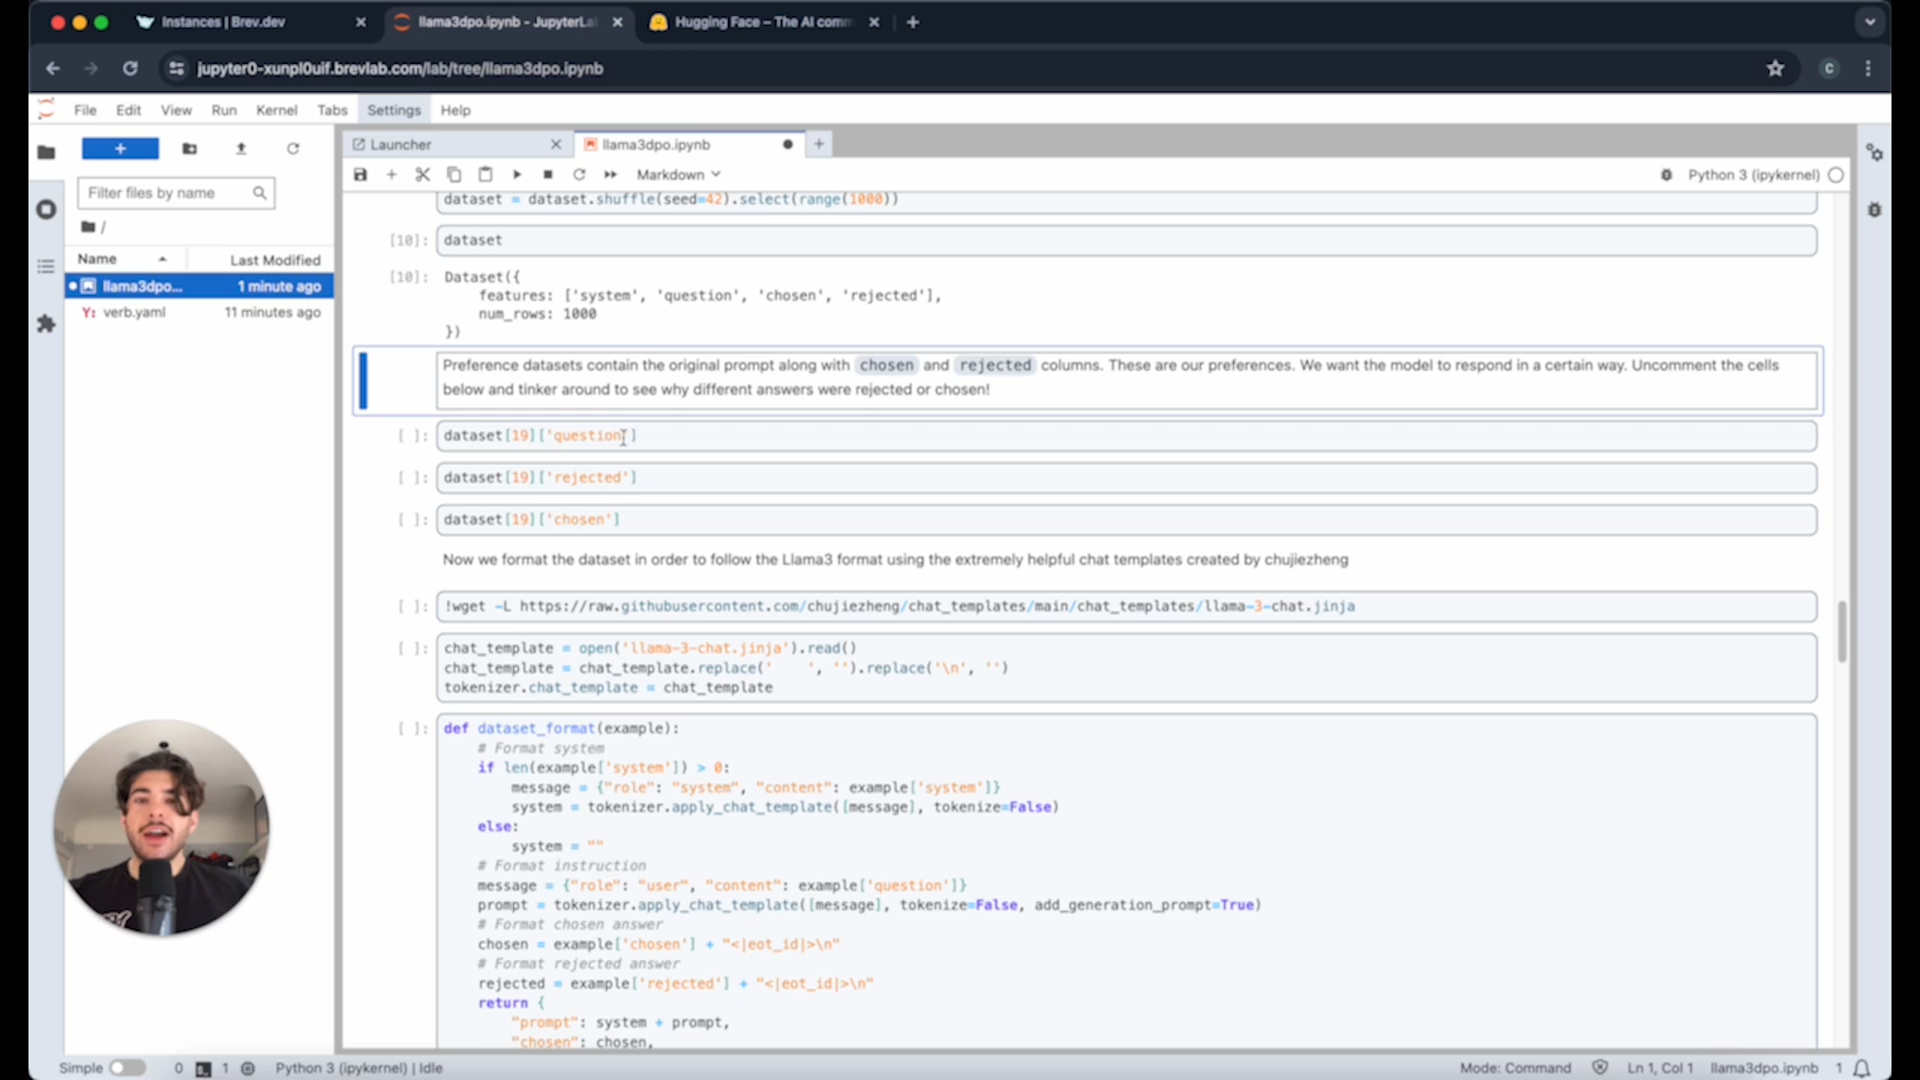 Instances | Brev.dev
llama3dpo.ipynb - JupyterLa
Hugging Face – The AI comm
jupyter0-xunpl0uif.brevlab.com/lab/tree/llama3dpo.ipynb
C
File Edit View Run Kernel Tabs Settings Help
Launcher
llama3dpo.ipynb
Filter files by name
Markdown
Python 3 (ipykernel)
/
Name
Last Modified
llama3dpo...
1 minute ago
Y: verb.yaml
11 minutes ago
dataset = dataset.shuffle(seed=42).select(range(1000))
[10]: dataset
[10]: Dataset({
features: ['system', 'question', 'chosen', 'rejected'],
num_rows: 1000
})
Preference datasets contain the original prompt along with chosen and rejected columns. These are our preferences. We want the model to respond in a certain way. Uncomment the cells
below and tinker around to see why different answers were rejected or chosen!
[ ]: dataset[19]['question']
[ ]: dataset[19]['rejected']
[ ]: dataset[19]['chosen']
Now we format the dataset in order to follow the Llama3 format using the extremely helpful chat templates created by chujiezheng
[ ]: !wget -L https://raw.githubusercontent.com/chujiezheng/chat_templates/main/chat_templates/llama-3-chat.jinja
[ ]: chat_template = open('llama-3-chat.jinja').read()
chat_template = chat_template.replace('    ', '').replace('\n', '')
tokenizer.chat_template = chat_template
[ ]: def dataset_format(example):
# Format system
if len(example['system']) > 0:
message = {"role": "system", "content": example['system']}
system = tokenizer.apply_chat_template([message], tokenize=False)
else:
system = ""
# Format instruction
message = {"role": "user", "content": example['question']}
prompt = tokenizer.apply_chat_template([message], tokenize=False, add_generation_prompt=True)
# Format chosen answer
chosen = example['chosen'] + "<|eot_id|>\n"
# Format rejected answer
rejected = example['rejected'] + "<|eot_id|>\n"
return {
"prompt": system + prompt,
"chosen": chosen,
Simple
0
1
Python 3 (ipykernel) | Idle
Mode: Command
Ln 1, Col 1
llama3dpo.ipynb
1